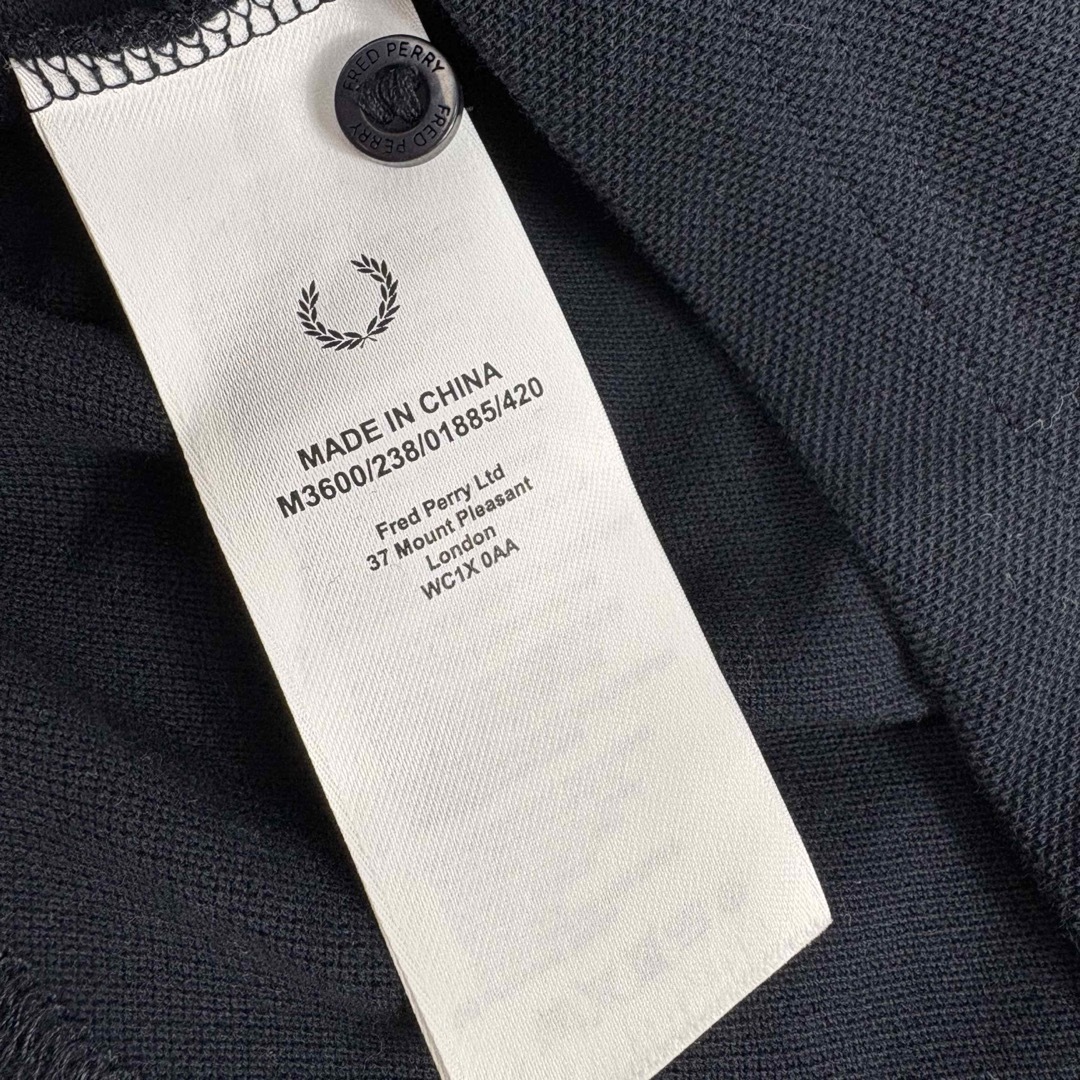 FRED PERRY
FRED PERRY
MADE IN CHINA
M3600/238/01885/420
Fred Perry Ltd
37 Mount Pleasant
London
WC1X 0AA